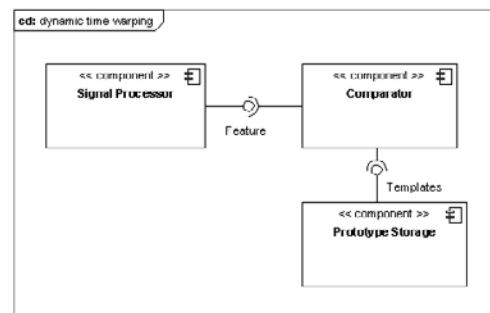 cd: dynamic time warping
<< component >>
Signal Processor
<< component >>
Comparator
Feature
Templates
<< component >>
Prototype Storage